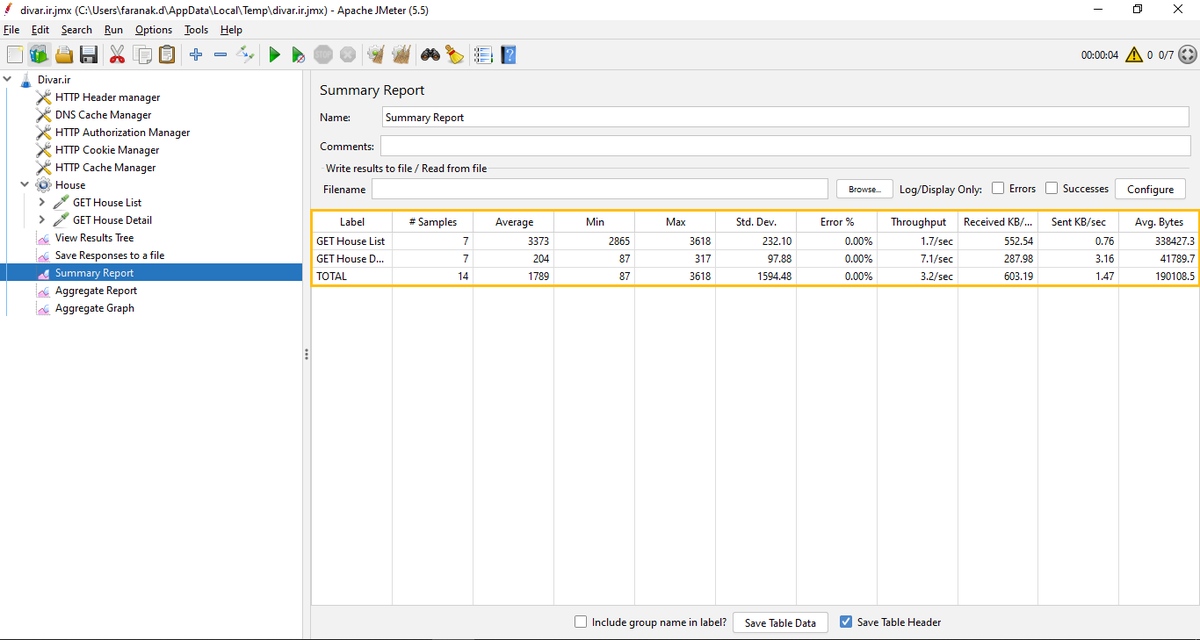 divar.ir.jmx (C:\Users\faranak.d\AppData\Local\Temp\divar.ir.jmx) - Apache JMeter (5.5)
File Edit Search Run Options Tools Help
00:00:04 0 0/7
Divar.ir
HTTP Header manager
DNS Cache Manager
HTTP Authorization Manager
HTTP Cookie Manager
HTTP Cache Manager
House
GET House List
GET House Detail
View Results Tree
Save Responses to a file
Summary Report
Aggregate Report
Aggregate Graph
Summary Report
Name: Summary Report
Comments:
Write results to file / Read from file
Filename Browse... Log/Display Only: Errors Successes Configure
Label # Samples Average Min Max Std. Dev. Error % Throughput Received KB/... Sent KB/sec Avg. Bytes
GET House List 7 3373 2865 3618 232.10 0.00% 1.7/sec 552.54 0.76 338427.3
GET House D... 7 204 87 317 97.88 0.00% 7.1/sec 287.98 3.16 41789.7
TOTAL 14 1789 87 3618 1594.48 0.00% 3.2/sec 603.19 1.47 190108.5
Include group name in label? Save Table Data Save Table Header